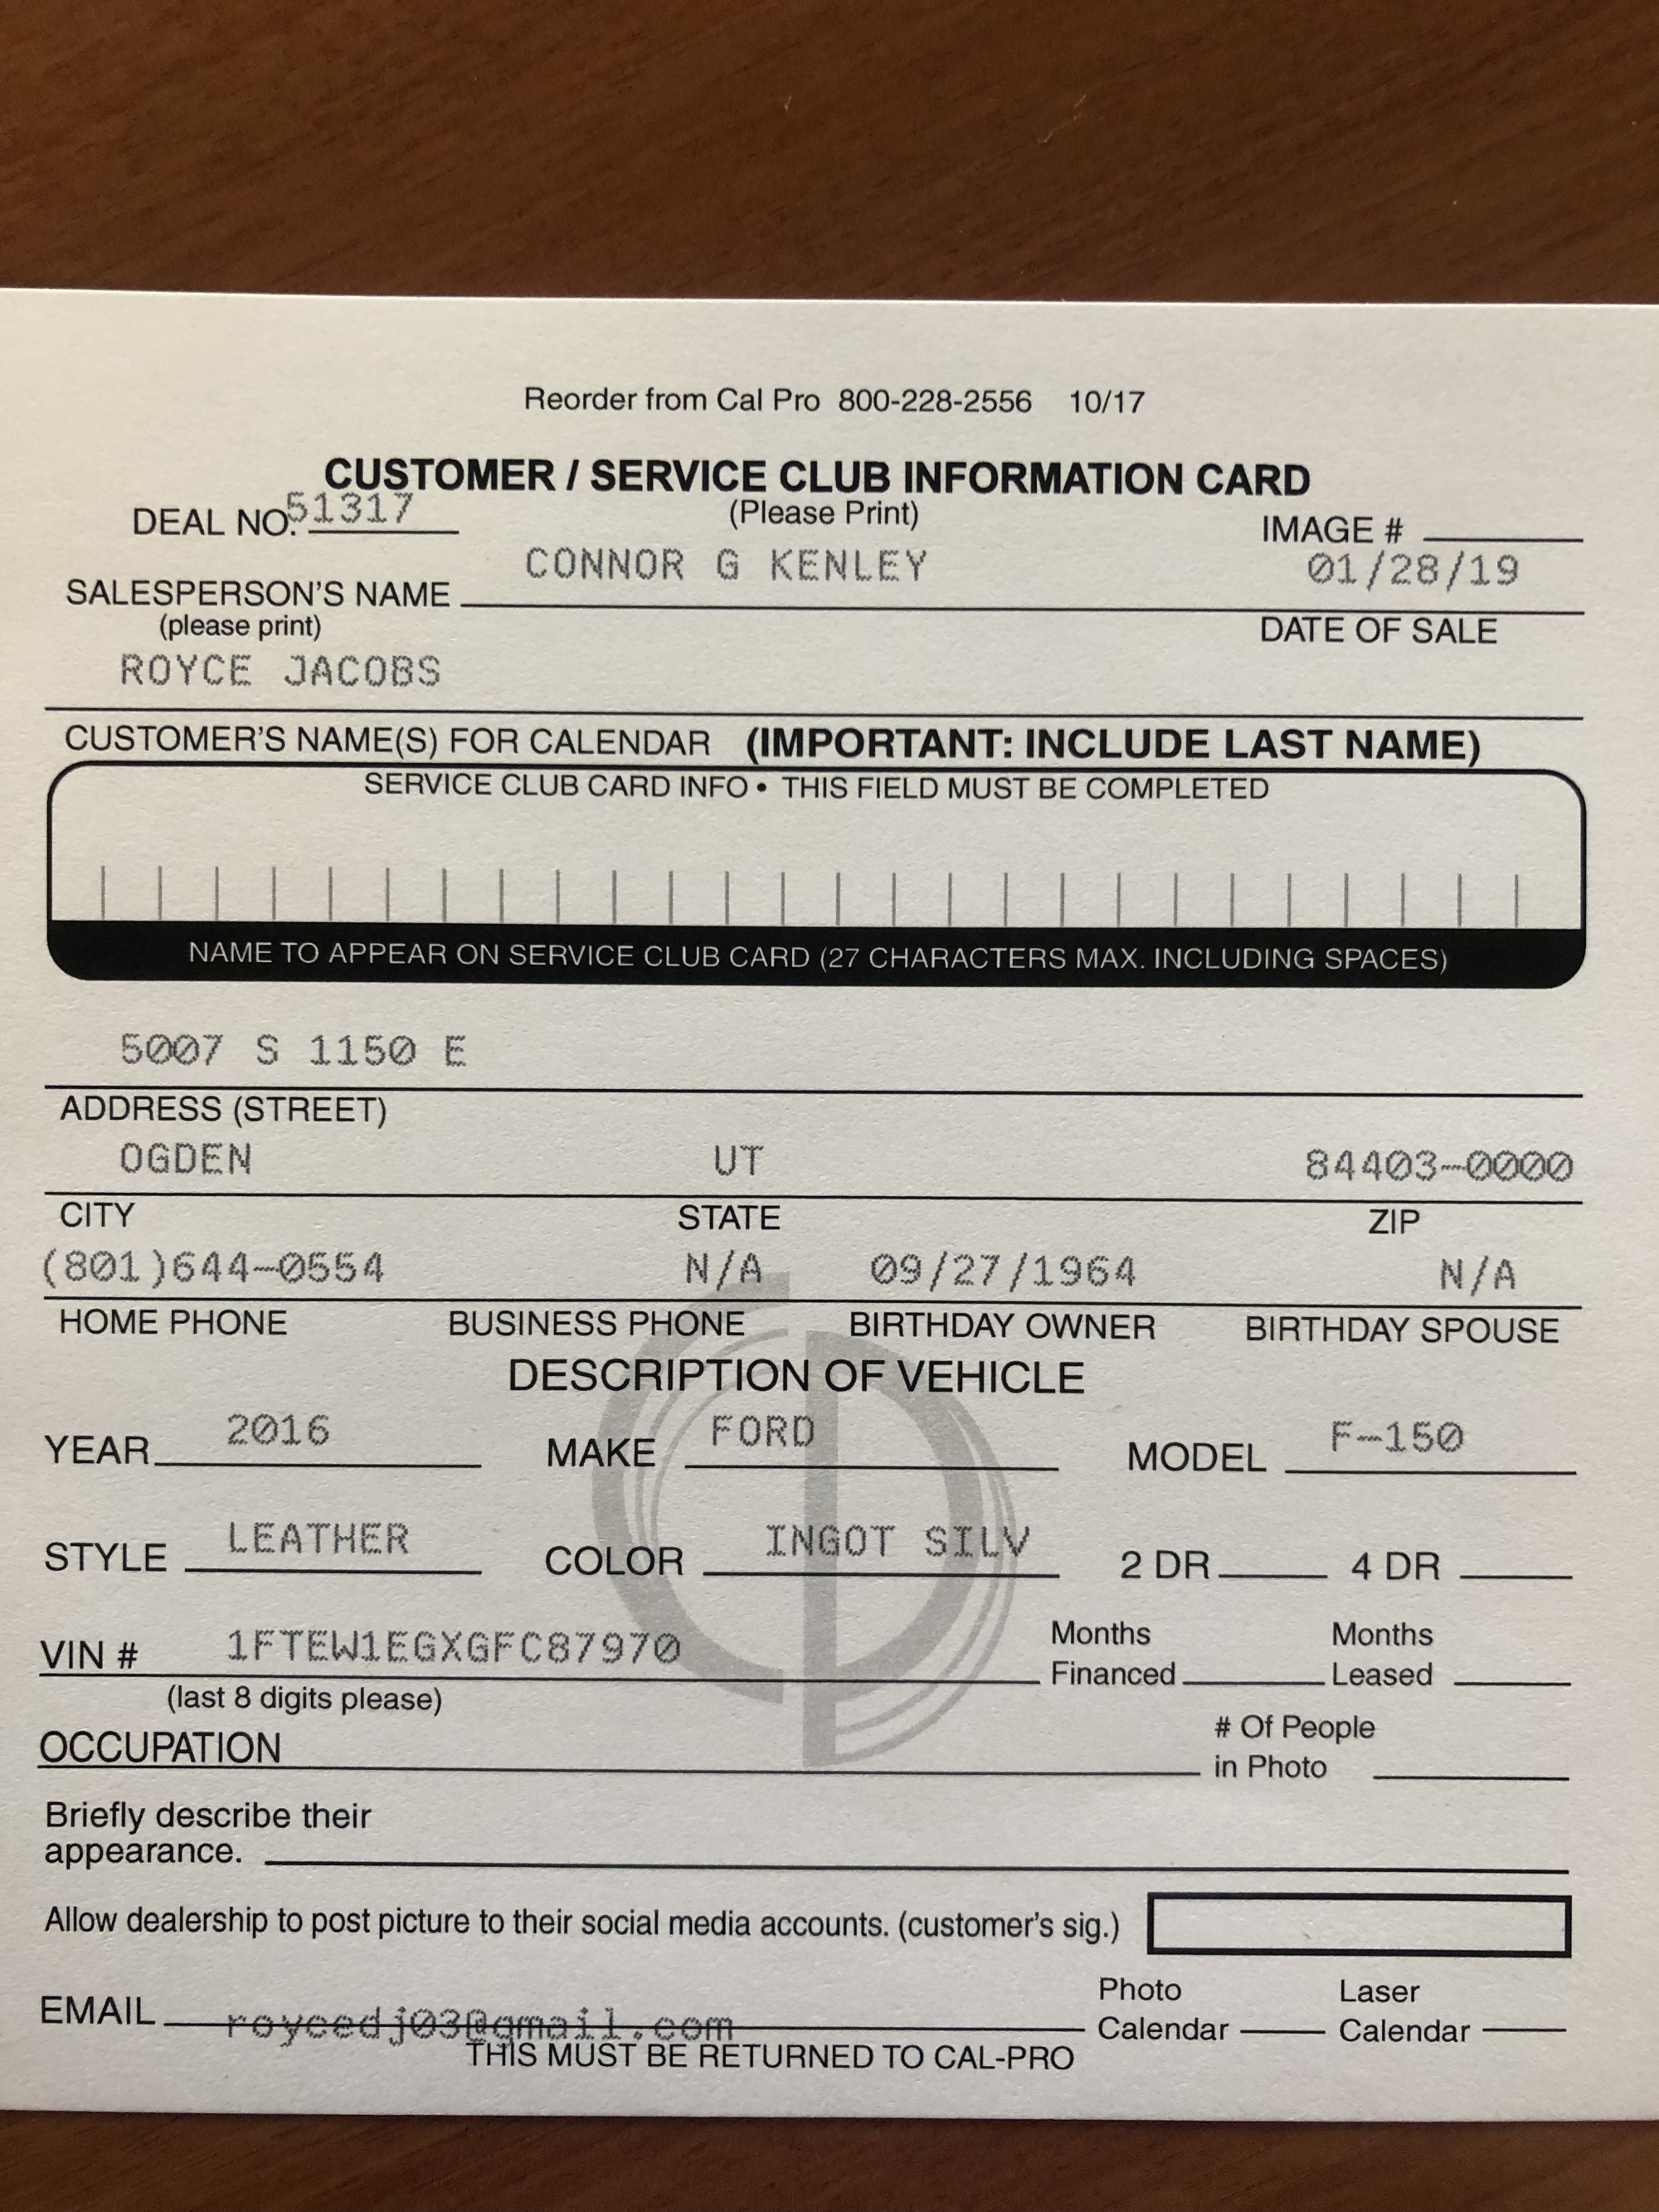 Reorder from Cal Pro 800-228-2556 10/17
CUSTOMER / SERVICE CLUB INFORMATION CARD
DEAL NO. 51317 (Please Print) IMAGE #
SALESPERSON'S NAME CONNOR G KENLEY 01/28/19
(please print) DATE OF SALE
ROYCE JACOBS
CUSTOMER'S NAME(S) FOR CALENDAR (IMPORTANT: INCLUDE LAST NAME)
SERVICE CLUB CARD INFO • THIS FIELD MUST BE COMPLETED
NAME TO APPEAR ON SERVICE CLUB CARD (27 CHARACTERS MAX. INCLUDING SPACES)
5007 S 1150 E
ADDRESS (STREET)
OGDEN UT 84403-0000
CITY STATE ZIP
(801)644-0554 N/A 09/27/1964 N/A
HOME PHONE BUSINESS PHONE BIRTHDAY OWNER BIRTHDAY SPOUSE
DESCRIPTION OF VEHICLE
YEAR 2016 MAKE FORD MODEL F-150
STYLE LEATHER COLOR INGOT SILV 2 DR 4 DR
VIN # 1FTEW1EGXGFC87970 Months Financed Months Leased
(last 8 digits please)
OCCUPATION # Of People in Photo
Briefly describe their
appearance.
Allow dealership to post picture to their social media accounts. (customer's sig.)
EMAIL roycedj03@gmail.com Photo Calendar Laser Calendar
THIS MUST BE RETURNED TO CAL-PRO